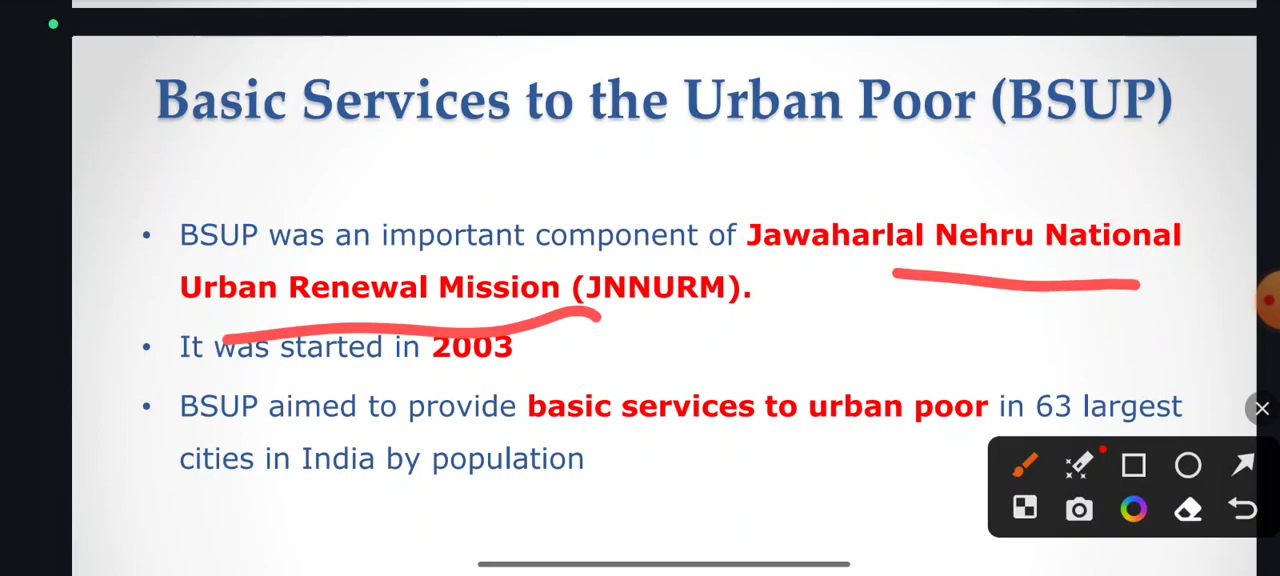 Basic Services to the Urban Poor (BSUP)
• BSUP was an important component of Jawaharlal Nehru National
Urban Renewal Mission (JNNURM).
• It was started in 2003
• BSUP aimed to provide basic services to urban poor in 63 largest
cities in India by population